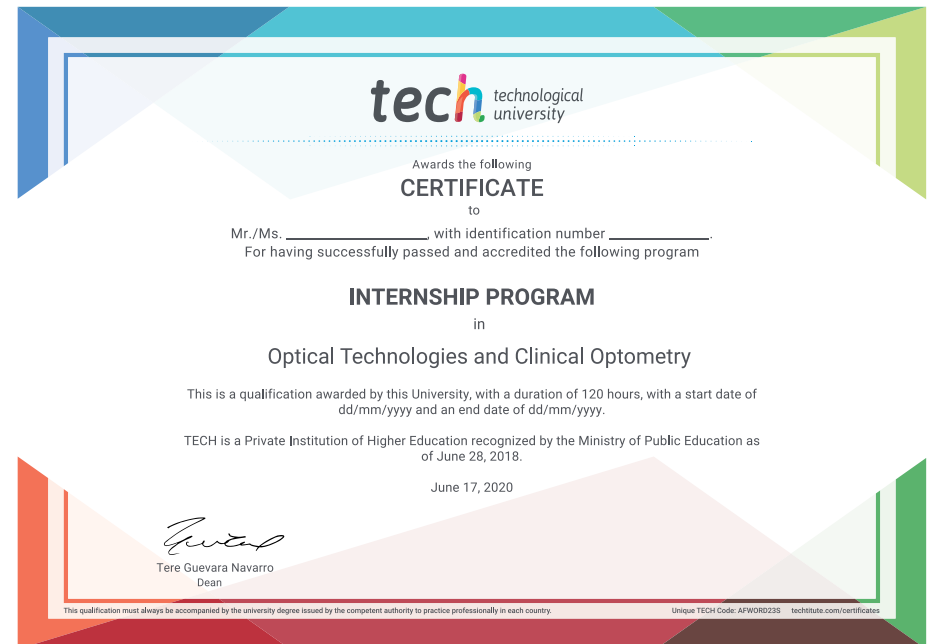 tech technological
university
Awards the following
CERTIFICATE
to
Mr./Ms. ________________, with identification number ____________.
For having successfully passed and accredited the following program
INTERNSHIP PROGRAM
in
Optical Technologies and Clinical Optometry
This is a qualification awarded by this University, with a duration of 120 hours, with a start date of
dd/mm/yyyy and an end date of dd/mm/yyyy.
TECH is a Private Institution of Higher Education recognized by the Ministry of Public Education as
of June 28, 2018.
June 17, 2020
Tere Guevara Navarro
Dean
This qualification must always be accompanied by the university degree issued by the competent authority to practice professionally in each country. Unique TECH Code: AFWORD23S techtitute.com/certificates